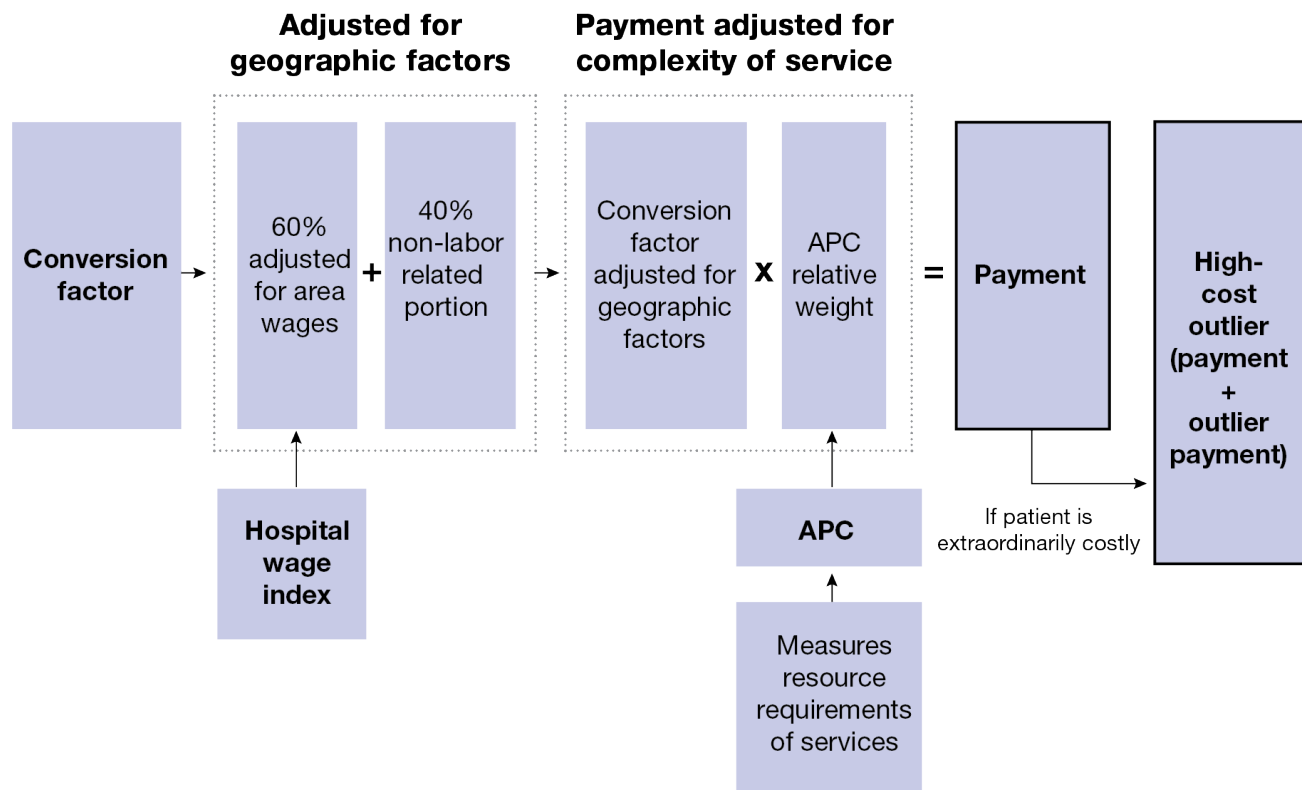 Adjusted for
geographic factors
Payment adjusted for
complexity of service
Conversion
factor
60%
adjusted
for area
wages
+
40%
non-labor
related
portion
Conversion
factor
adjusted for
geographic
factors
x
APC
relative
weight
=
Payment
High-
cost
outlier
(payment
+
outlier
payment)
Hospital
wage
index
APC
If patient is
extraordinarily costly
Measures
resource
requirements
of services